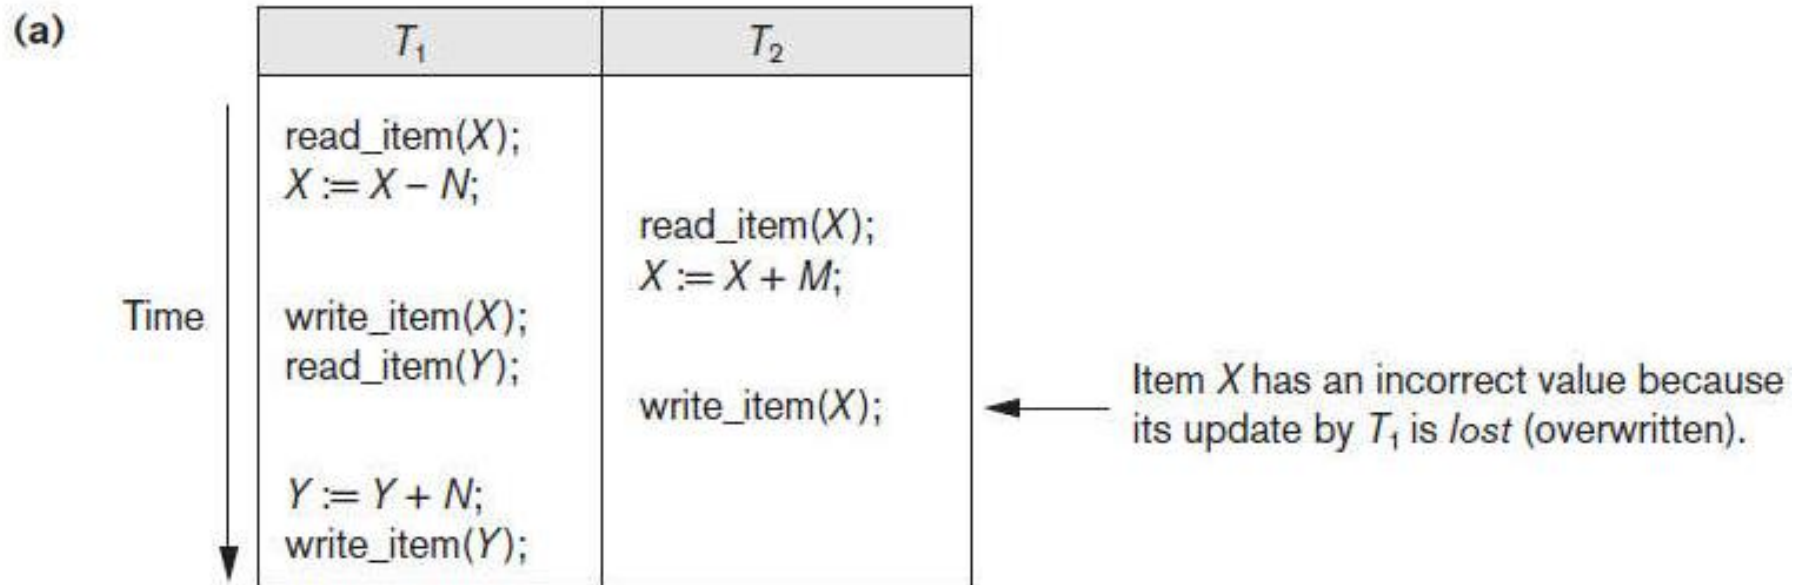 (a)
T₁ T₂
read_item(X);
X := X – N;
read_item(X);
X := X + M;
Time
write_item(X);
read_item(Y);
write_item(X);
Item X has an incorrect value because
its update by T₁ is lost (overwritten).
Y := Y + N;
write_item(Y);